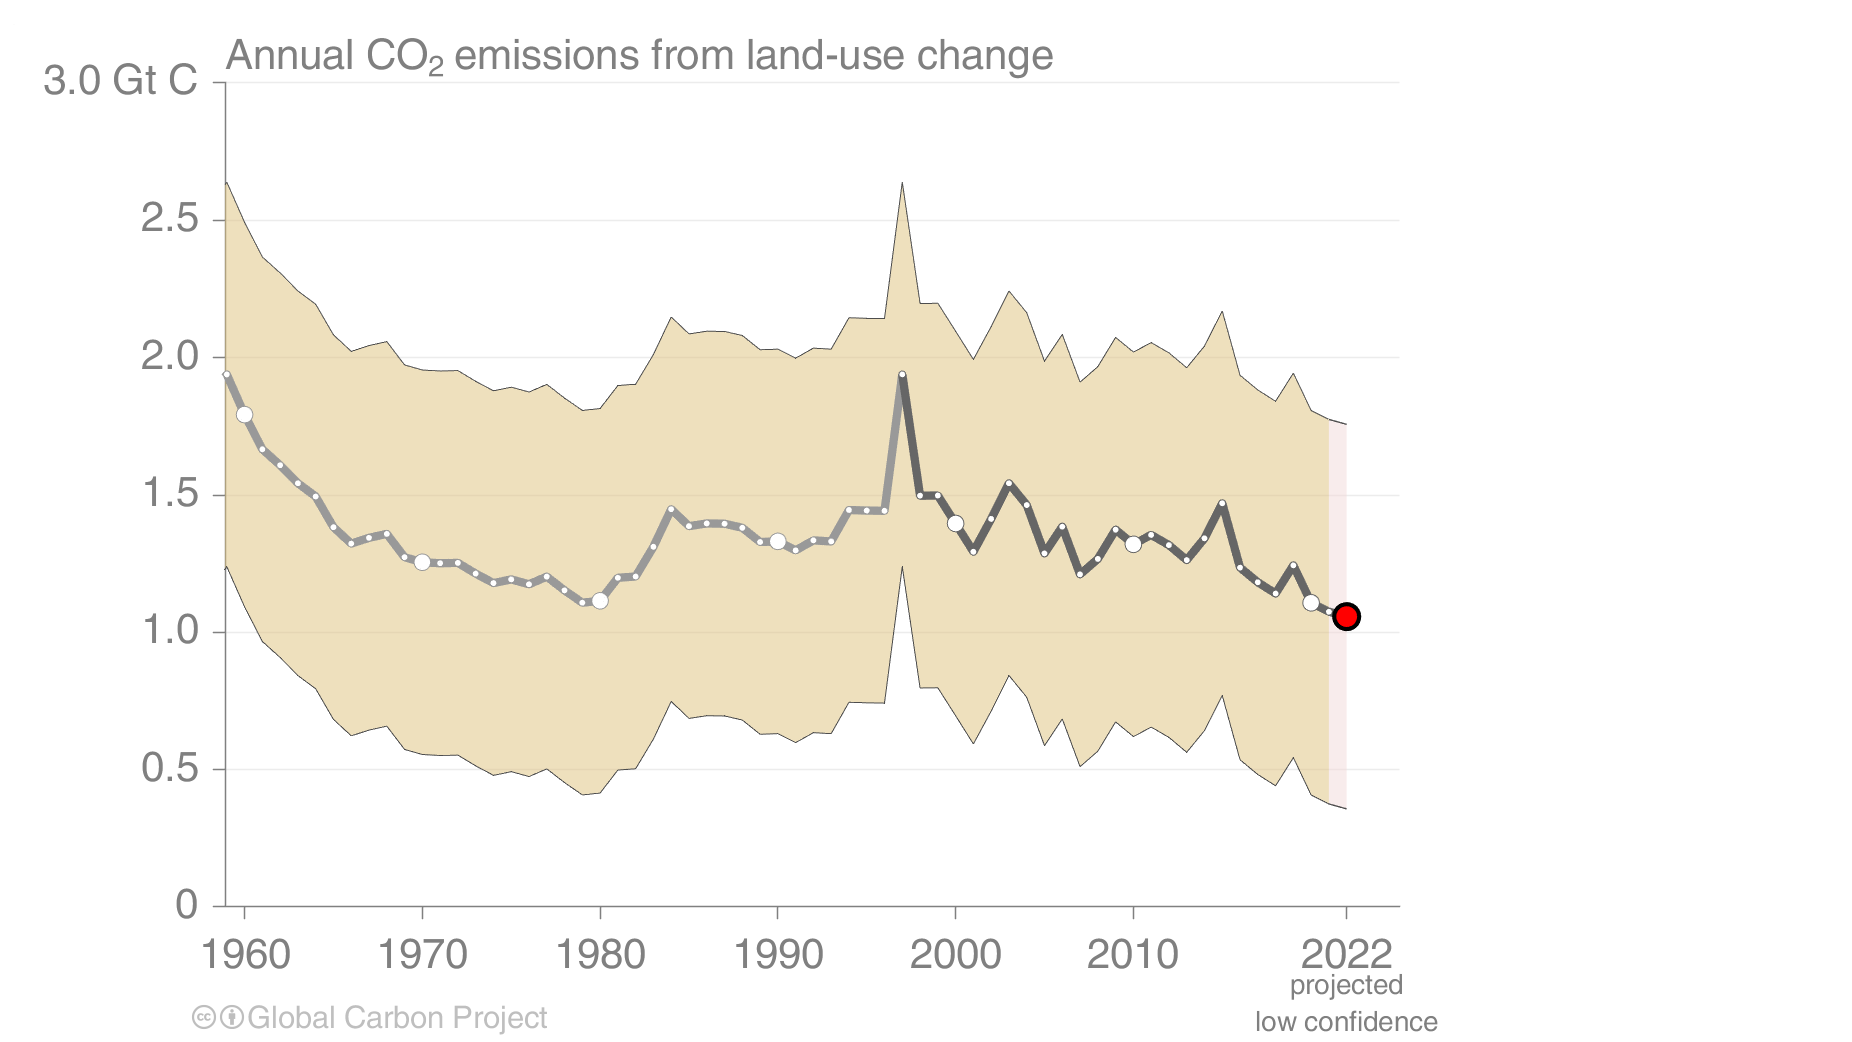 Annual CO₂ emissions from land-use change
3.0 Gt C
2.5
2.0
1.5
1.0
0.5
0
1960 1970 1980 1990 2000 2010 2022
projected
low confidence
cc Global Carbon Project